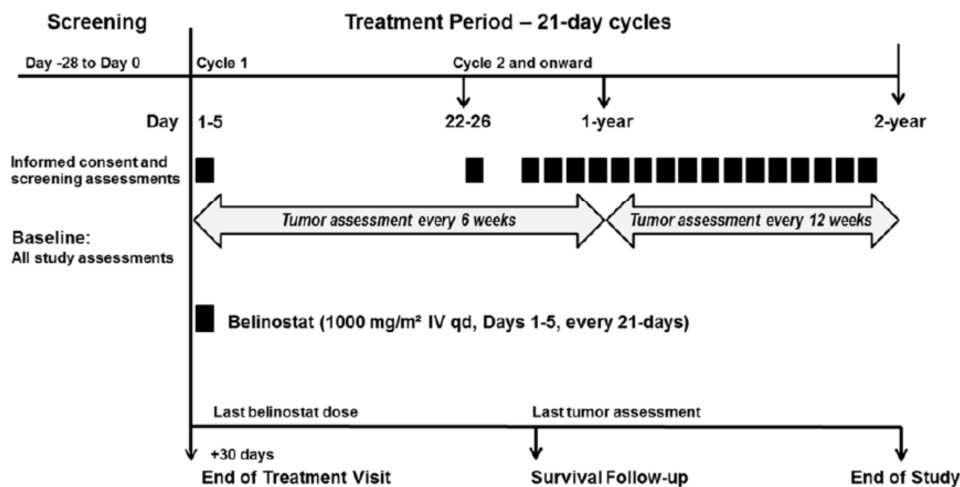 Screening
Treatment Period – 21-day cycles
Day -28 to Day 0
Cycle 1
Cycle 2 and onward
Day 1-5
22-26
1-year
2-year
Informed consent and
screening assessments
Tumor assessment every 6 weeks
Tumor assessment every 12 weeks
Baseline:
All study assessments
Belinostat (1000 mg/m² IV qd, Days 1-5, every 21-days)
Last belinostat dose
Last tumor assessment
+30 days
End of Treatment Visit
Survival Follow-up
End of Study